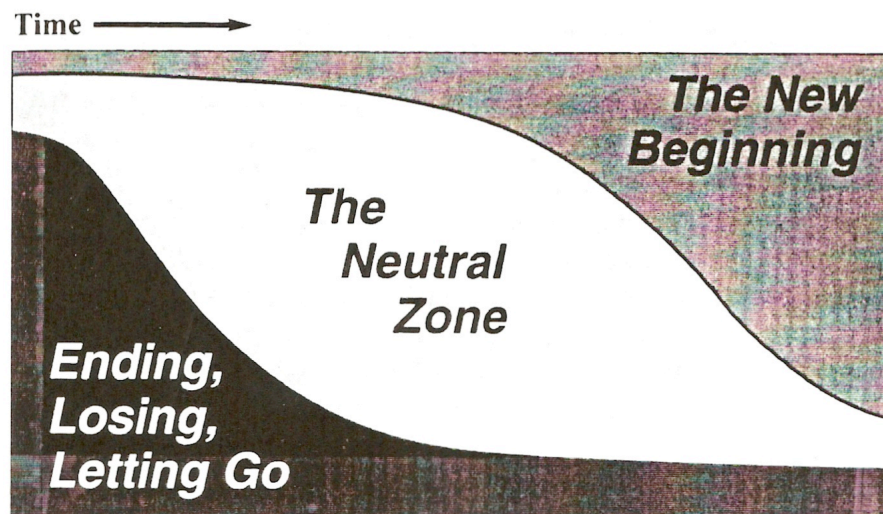 Time
The New
Beginning
The
Neutral
Zone
Ending,
Losing,
Letting Go